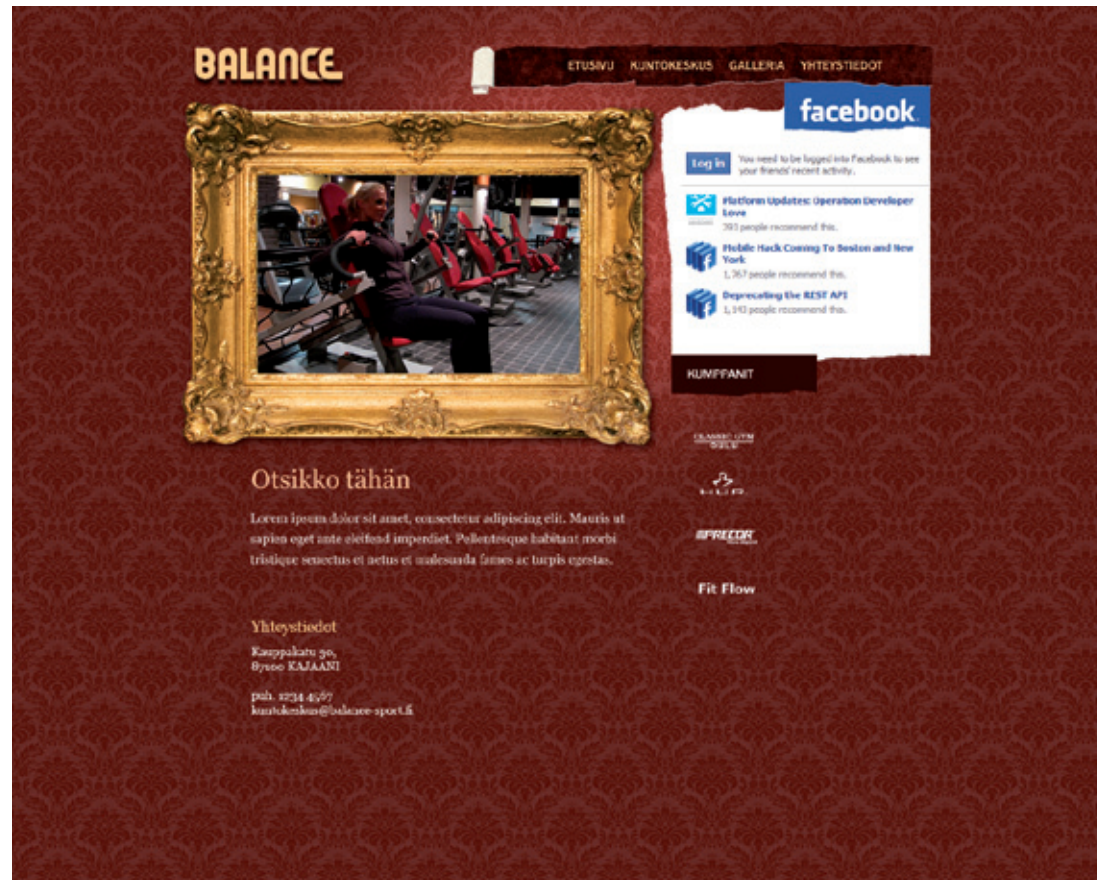 BALANCE
ETUSIVU KUNTOKESKUS GALLERIA YHTEYSTIEDOT
facebook
Log in
You need to be logged into Facebook to see
your friends' recent activity.
Platform Updates: Operation Developer
Love
people recommend this.
Mobile Hack Coming To Boston and New
York
1,767 people recommend this.
Deprecating the REST API
people recommend this.
KUMPPANIT
CLASSIC GYM
OULU
HUR
PRECOR
Fit Flow
Otsikko tähän
Lorem ipsum dolor sit amet, consectetur adipiscing elit. Mauris ut
sapien eget ante eleifend imperdiet. Pellentesque habitant morbi
tristique senectus et netus et malesuada fames ac turpis egestas.
Yhteystiedot
Kauppakatu 30,
87100 KAJAANI
puh. 1234 4567
kuntokeskus@balance-sport.fi